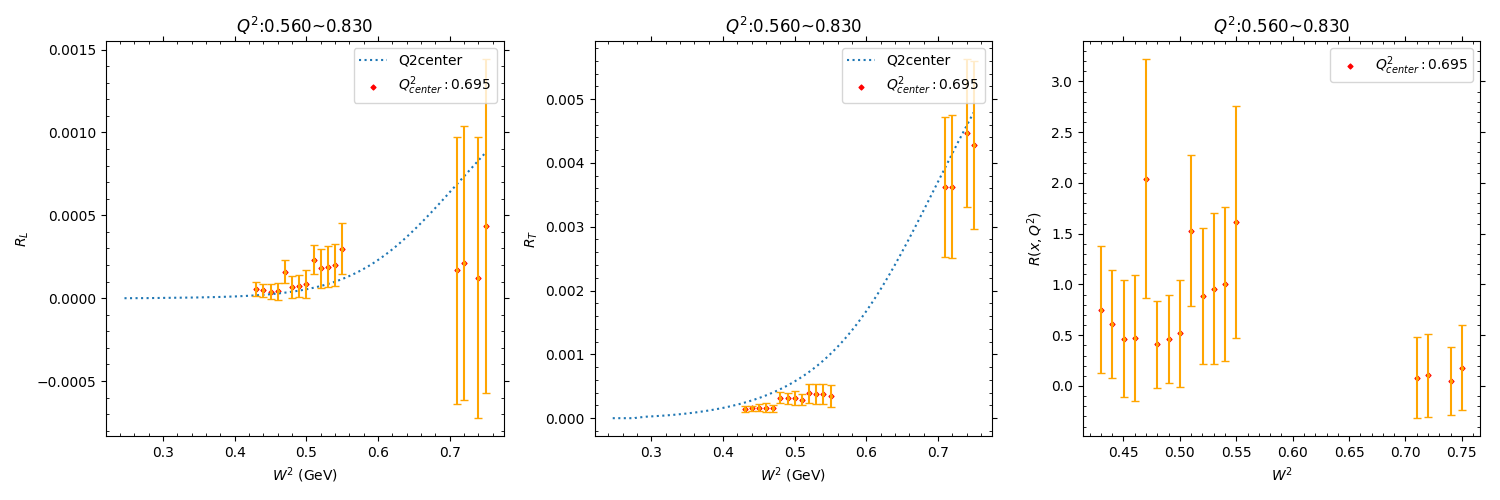 Q²:0.560~0.830
Q2center
Q²center:0.695
0.0015
0.0010
0.0005
0.0000
−0.0005
R_L
0.3 0.4 0.5 0.6 0.7
W² (GeV)
Q²:0.560~0.830
Q2center
Q²center:0.695
0.005
0.004
0.003
0.002
0.001
0.000
R_T
0.3 0.4 0.5 0.6 0.7
W² (GeV)
Q²:0.560~0.830
Q²center:0.695
3.0
2.5
2.0
1.5
1.0
0.5
0.0
R(x, Q²)
0.45 0.50 0.55 0.60 0.65 0.70 0.75
W²